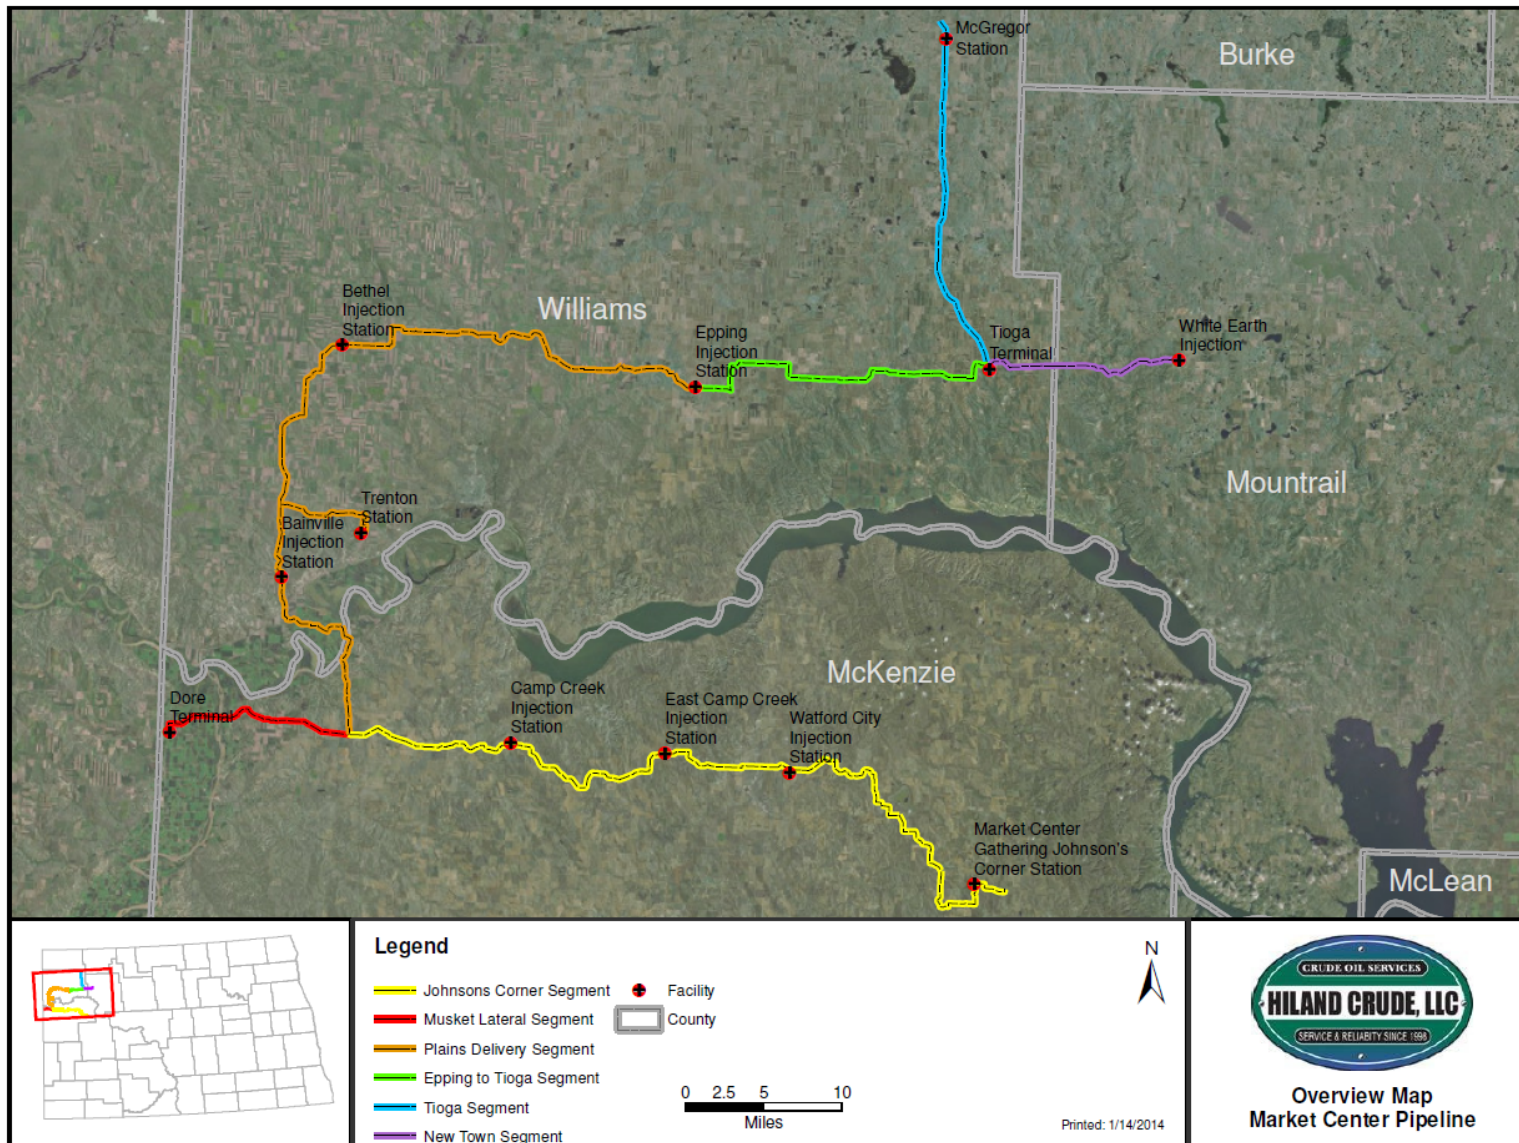 McGregor
Station
Burke
Bethel
Injection
Station
Williams
Epping
Injection
Station
Tioga
Terminal
White Earth
Injection
Mountrail
Trenton
Station
Bainville
Injection
Station
McKenzie
Dore
Terminal
Camp Creek
Injection
Station
East Camp Creek
Injection
Station
Watford City
Injection
Station
Market Center
Gathering Johnson's
Corner Station
McLean
Legend
Johnsons Corner Segment
Musket Lateral Segment
Plains Delivery Segment
Epping to Tioga Segment
Tioga Segment
New Town Segment
Facility
County
0 2.5 5 10
Miles
N
Printed: 1/14/2014
CRUDE OIL SERVICES
HILAND CRUDE, LLC
SERVICE & RELIABITY SINCE 1998
Overview Map
Market Center Pipeline